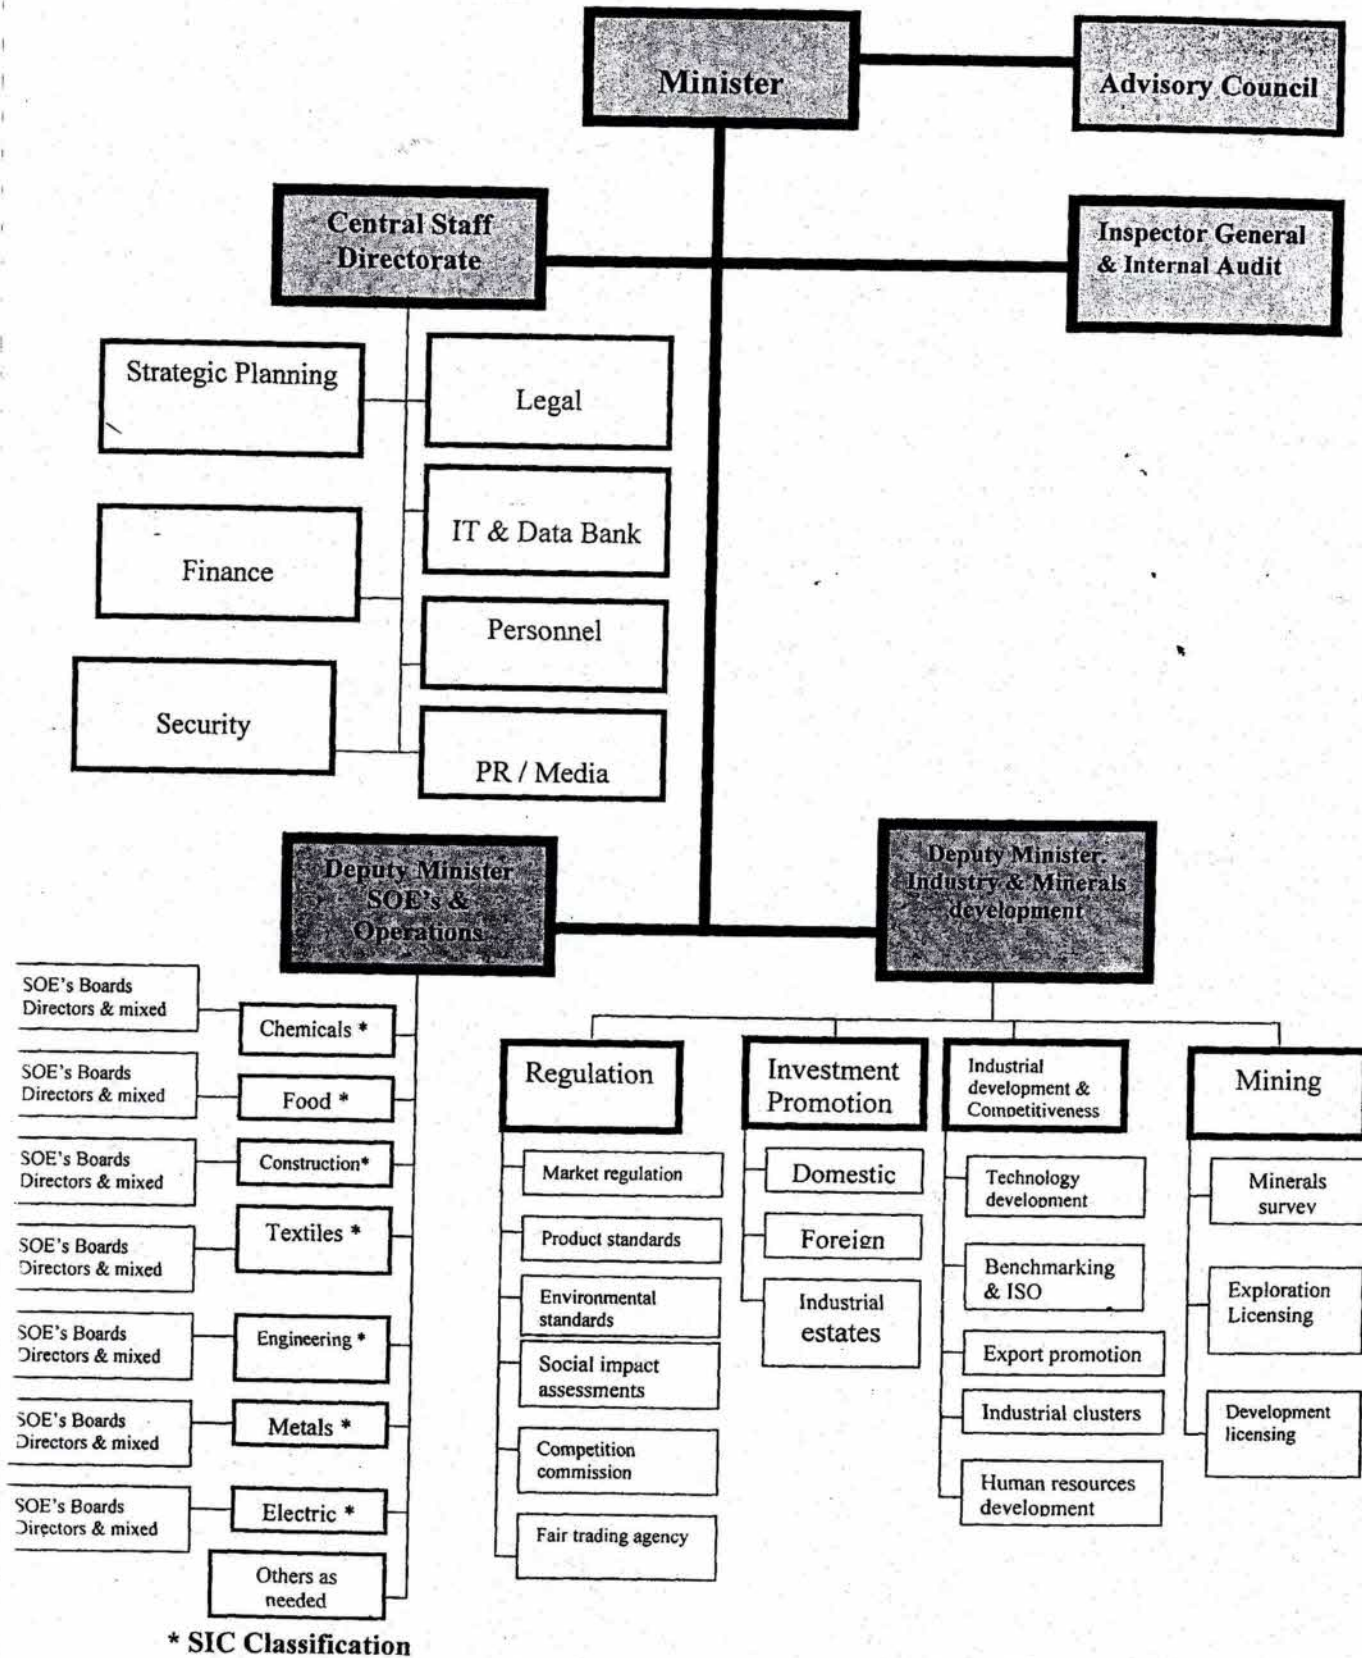 Minister
Advisory Council
Central Staff
Directorate
Inspector General
& Internal Audit
Strategic Planning
Legal
IT & Data Bank
Finance
Personnel
Security
PR / Media
Deputy Minister
SOE's &
Operations
Deputy Minister.
Industry & Minerals
development
SOE's Boards
Directors & mixed
Chemicals *
SOE's Boards
Directors & mixed
Food *
SOE's Boards
Directors & mixed
Construction*
SOE's Boards
Directors & mixed
Textiles *
SOE's Boards
Directors & mixed
Engineering *
SOE's Boards
Directors & mixed
Metals *
SOE's Boards
Directors & mixed
Electric *
Others as
needed
Regulation
Market regulation
Product standards
Environmental
standards
Social impact
assessments
Competition
commission
Fair trading agency
Investment
Promotion
Domestic
Foreign
Industrial
estates
Industrial
development &
Competitiveness
Technology
development
Benchmarking
& ISO
Export promotion
Industrial clusters
Human resources
development
Mining
Minerals
survey
Exploration
Licensing
Development
licensing
* SIC Classification